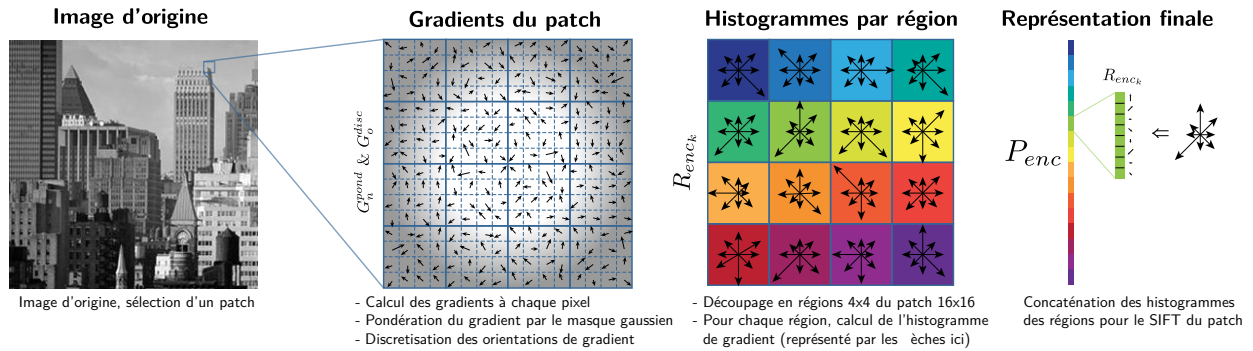 Image d'origine
Gradients du patch
Histogrammes par région
Représentation finale
G_n^{pond} & G_o^{disc}
R_{enc_k}
P_{enc}
R_{enc_k}
⇐
Image d'origine, sélection d'un patch
- Calcul des gradients à chaque pixel
- Pondération du gradient par le masque gaussien
- Discretisation des orientations de gradient
- Découpage en régions 4x4 du patch 16x16
- Pour chaque région, calcul de l'histogramme
de gradient (représenté par les èches ici)
Concaténation des histogrammes
des régions pour le SIFT du patch